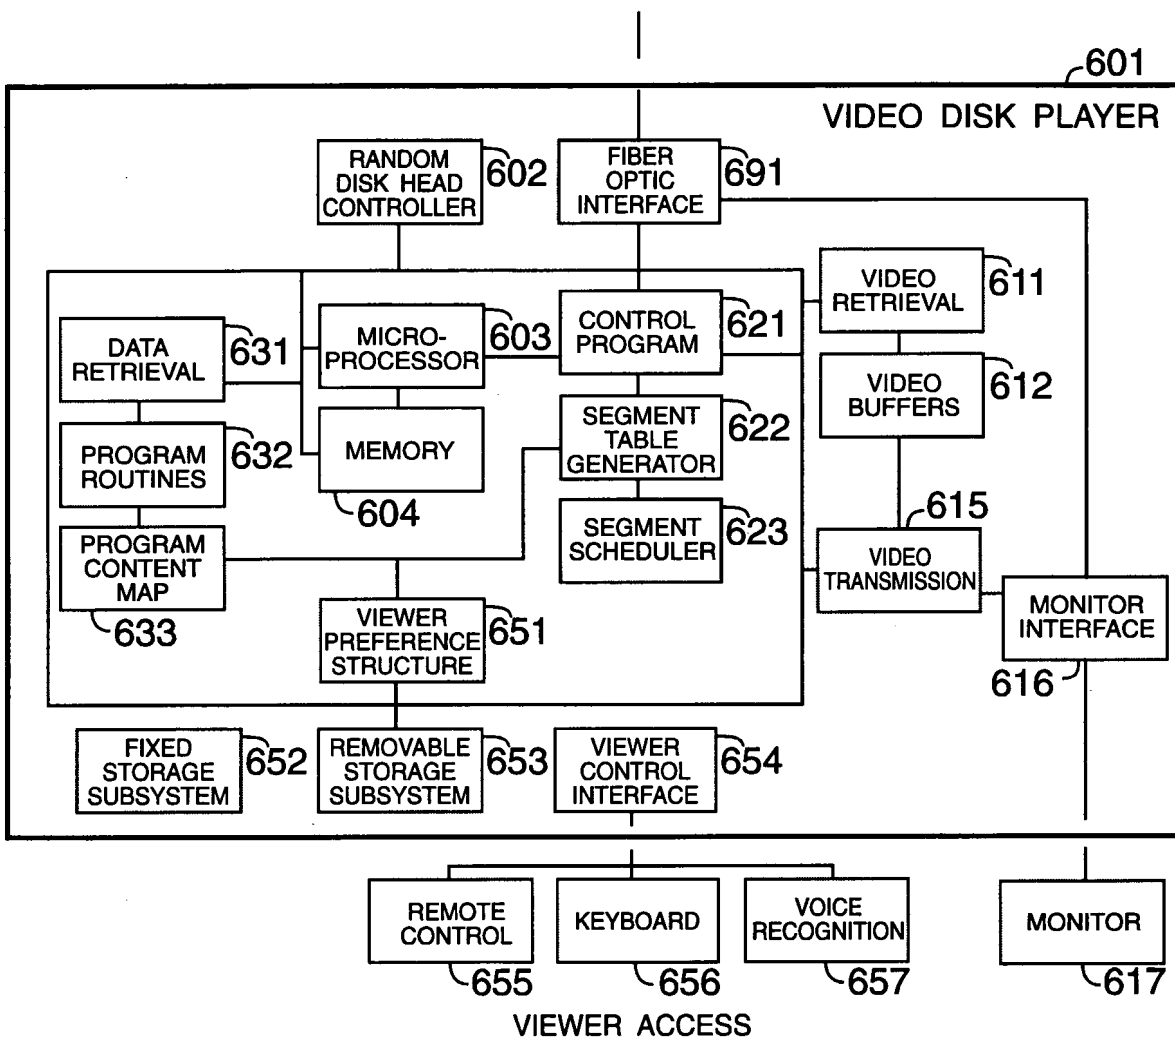 601
VIDEO DISK PLAYER
RANDOM
DISK HEAD
CONTROLLER
602
FIBER
OPTIC
INTERFACE
691
VIDEO
RETRIEVAL
611
DATA
RETRIEVAL
631
MICRO-
PROCESSOR
603
CONTROL
PROGRAM
621
VIDEO
BUFFERS
612
PROGRAM
ROUTINES
632
MEMORY
604
SEGMENT
TABLE
GENERATOR
622
PROGRAM
CONTENT
MAP
633
SEGMENT
SCHEDULER
623
615
VIDEO
TRANSMISSION
VIEWER
PREFERENCE
STRUCTURE
651
MONITOR
INTERFACE
616
FIXED
STORAGE
SUBSYSTEM
652
REMOVABLE
STORAGE
SUBSYSTEM
653
VIEWER
CONTROL
INTERFACE
654
REMOTE
CONTROL
655
KEYBOARD
656
VOICE
RECOGNITION
657
MONITOR
617
VIEWER ACCESS